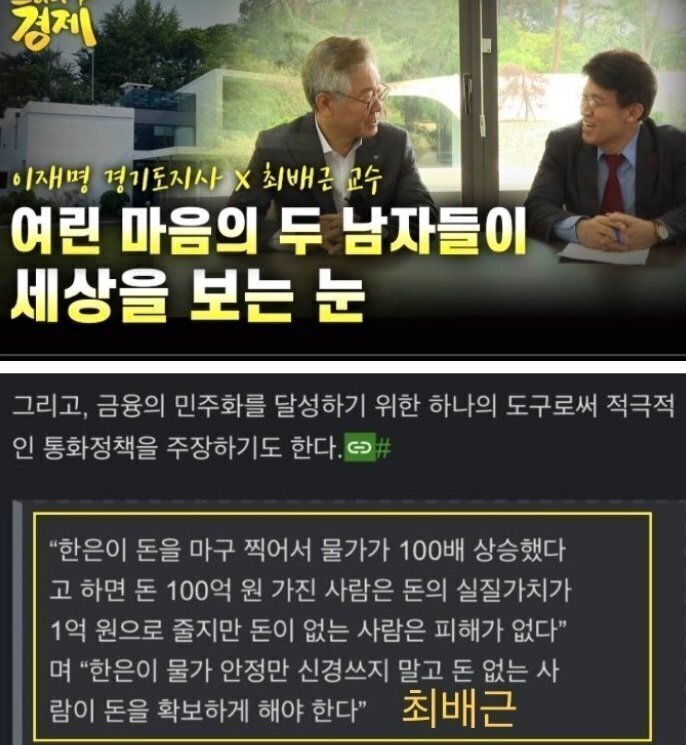 경제
이재명 경기도지사 X 최배근 교수
여린 마음의 두 남자들이
세상을 보는 눈
그리고, 금융의 민주화를 달성하기 위한 하나의 도구로써 적극적
인 통화정책을 주장하기도 한다.#
“한은이 돈을 마구 찍어서 물가가 100배 상승했다
고 하면 돈 100억 원 가진 사람은 돈의 실질가치가
1억 원으로 줄지만 돈이 없는 사람은 피해가 없다”
며 “한은이 물가 안정만 신경쓰지 말고 돈 없는 사
람이 돈을 확보하게 해야 한다”
최배근